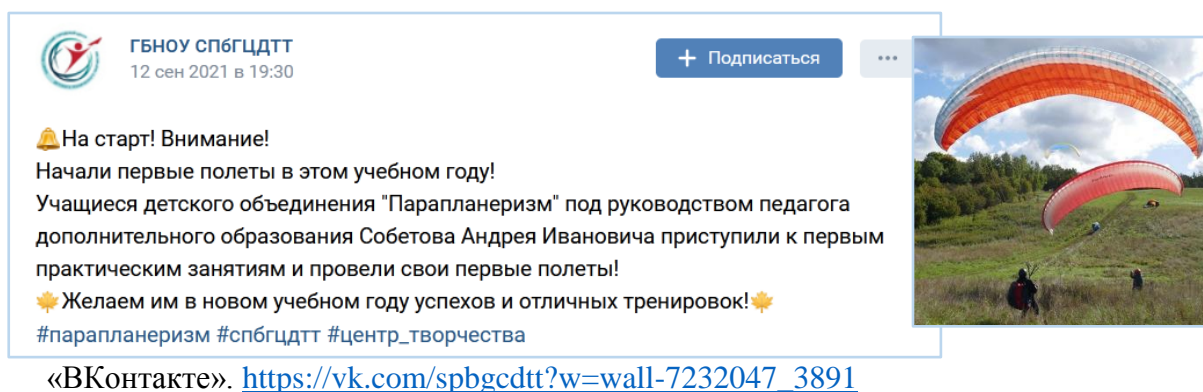 ГБНОУ СПбГЦДТТ
12 сен 2021 в 19:30
+ Подписаться
🔔На старт! Внимание!
Начали первые полеты в этом учебном году!
Учащиеся детского объединения "Парапланеризм" под руководством педагога
дополнительного образования Собетова Андрея Ивановича приступили к первым
практическим занятиям и провели свои первые полеты!
🍁Желаем им в новом учебном году успехов и отличных тренировок!🍁
#парапланеризм #спбгцдтт #центр_творчества
«ВКонтакте». https://vk.com/spbgcdtt?w=wall-7232047_3891